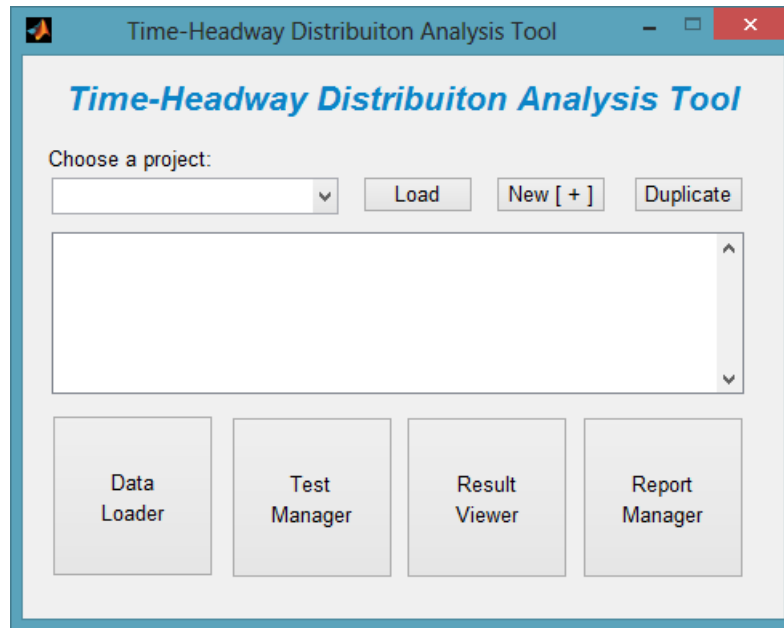 Time-Headway Distribuiton Analysis Tool
Time-Headway Distribuiton Analysis Tool
Choose a project:
Load New [ + ] Duplicate
Data Test Result Report
Loader Manager Viewer Manager